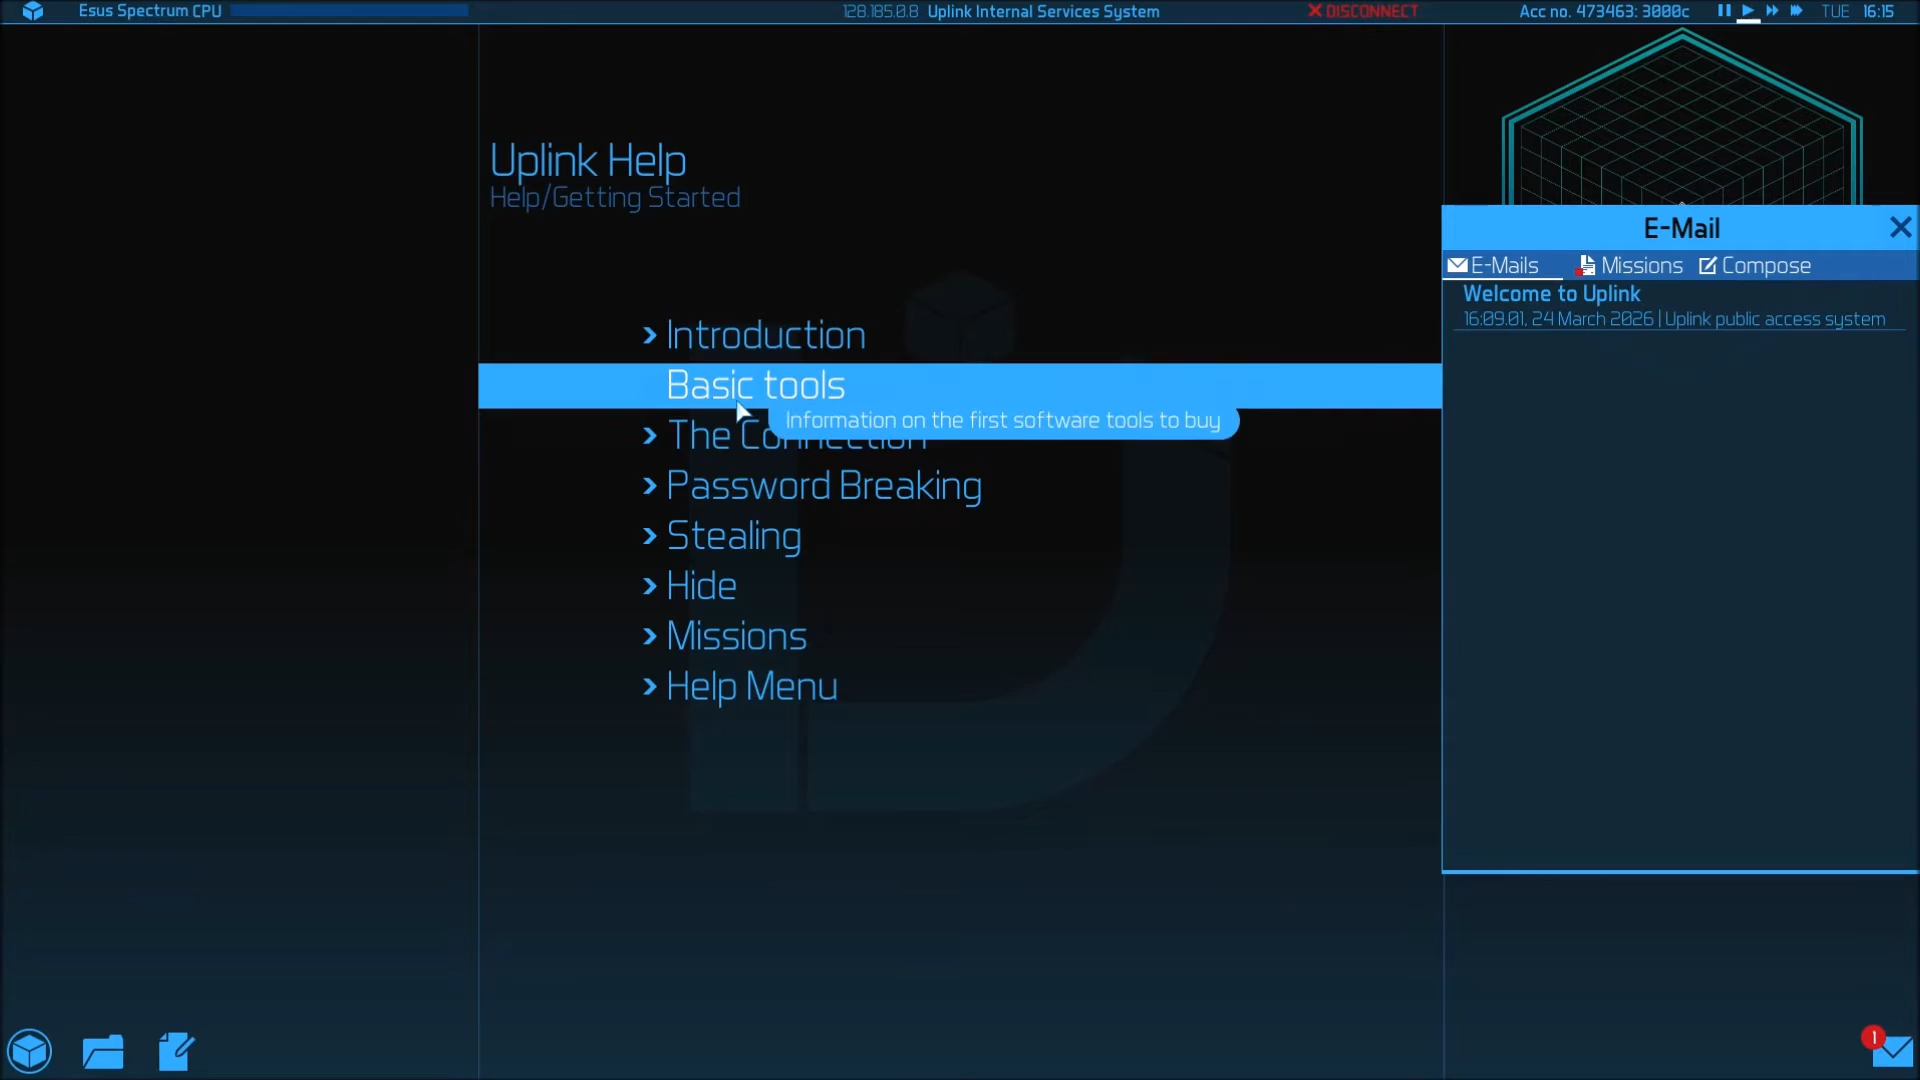 Esus Spectrum CPU
128.185.0.8 Uplink Internal Services System
DISCONNECT
Acc no. 473463: 3000c
TUE 16:15
Uplink Help
Help/Getting Started
Introduction
Basic tools
Information on the first software tools to buy
The Connection
Password Breaking
Stealing
Hide
Missions
Help Menu
E-Mail
E-Mails
Missions
Compose
Welcome to Uplink
16:09.01, 24 March 2026 | Uplink public access system
1